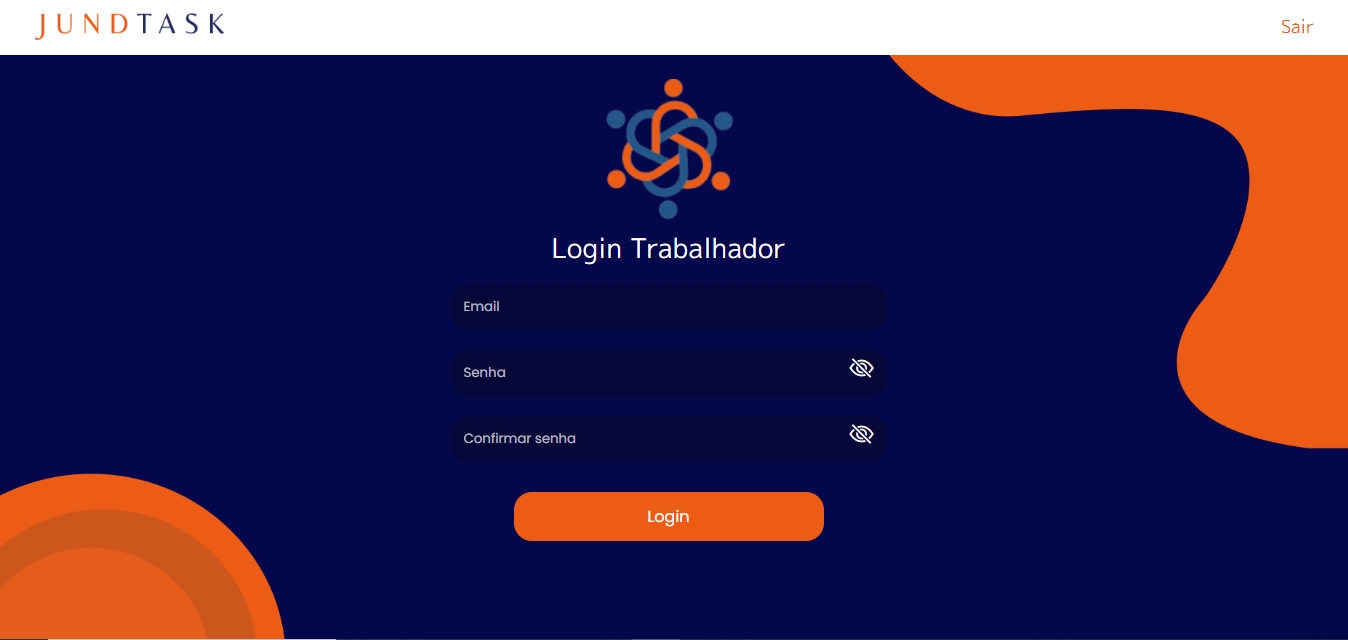 JUNDTASK
Sair
Login Trabalhador
Email
Senha
Confirmar senha
Login